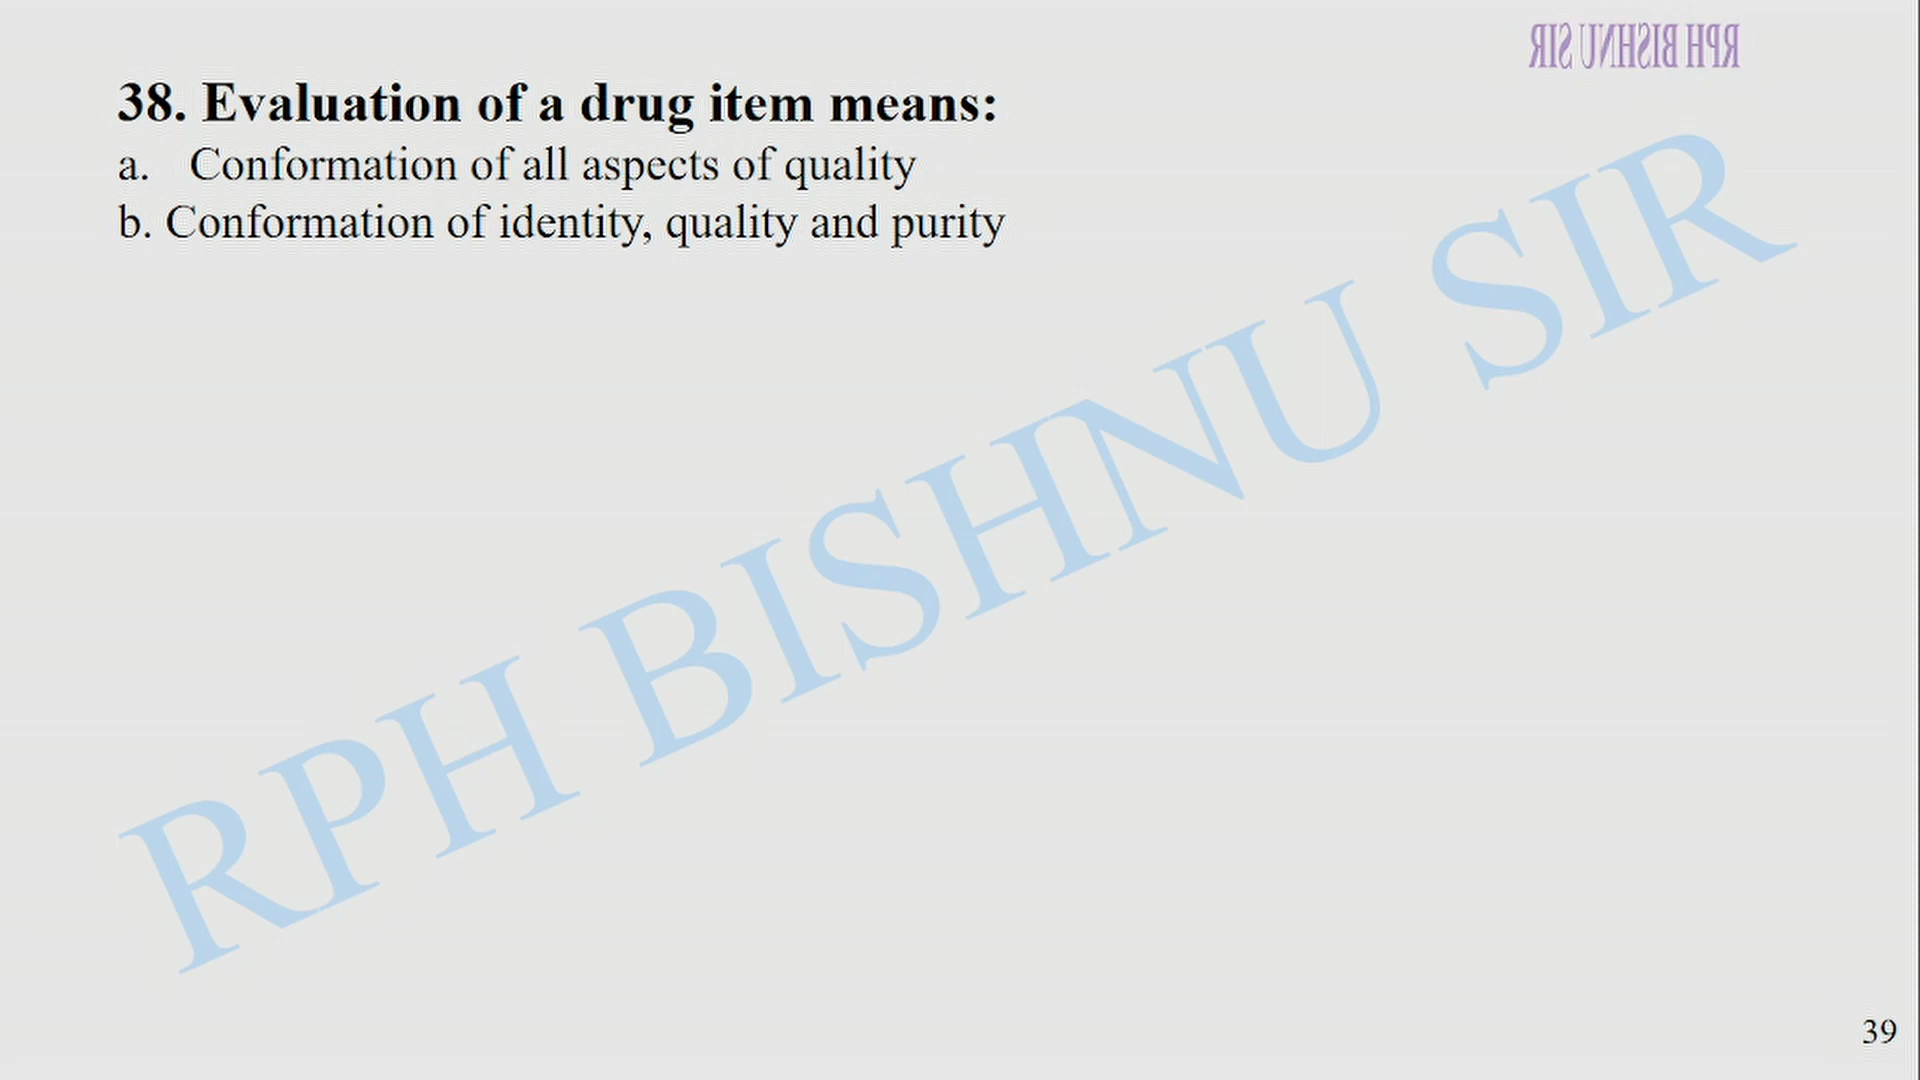 RPH BISHNU SIR
38. Evaluation of a drug item means:
a. Conformation of all aspects of quality
b. Conformation of identity, quality and purity
RPH BISHNU SIR
39